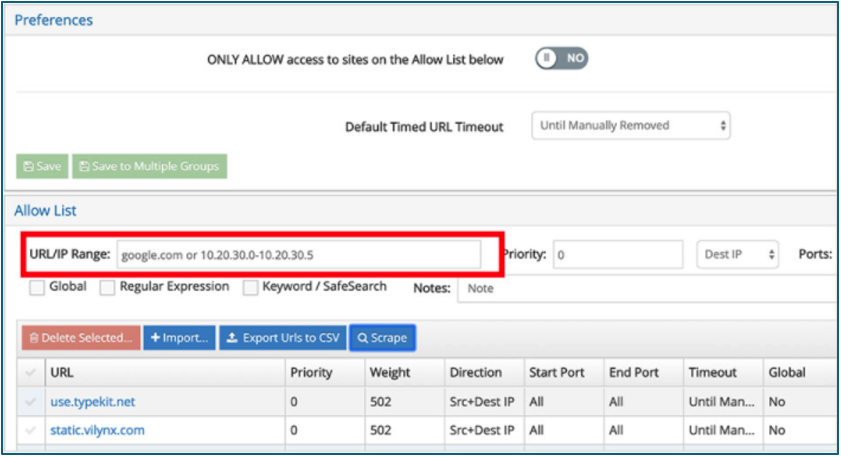 Preferences
ONLY ALLOW access to sites on the Allow List below NO
Default Timed URL Timeout Until Manually Removed
Save Save to Multiple Groups
Allow List
URL/IP Range: google.com or 10.20.30.0-10.20.30.5 Priority: 0 Dest IP Ports:
Global Regular Expression Keyword / SafeSearch Notes: Note
Delete Selected... Import... Export Urls to CSV Scrape
URL Priority Weight Direction Start Port End Port Timeout Global
use.typekit.net 0 502 Src+Dest IP All All Until Man... No
static.vilynx.com 0 502 Src+Dest IP All All Until Man... No